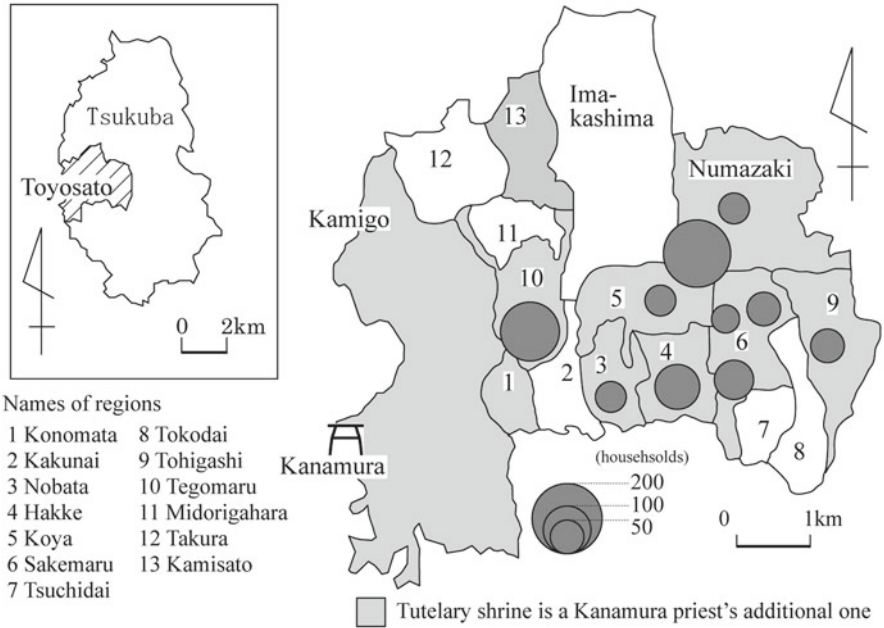 Tsukuba
Toyosato
0 2km
Names of regions
1 Konomata
2 Kakunai
3 Nobata
4 Hakke
5 Koya
6 Sakemaru
7 Tsuchidai
8 Tokodai
9 Tohigashi
10 Tegomaru
11 Midorigahara
12 Takura
13 Kamisato
Ima-
kashima
13
12
Numazaki
Kamigo
11
10
5
9
6
4
3
1
2
7
8
Kanamura
(househsolds)
200
100
50
0 1km
Tutelary shrine is a Kanamura priest's additional one